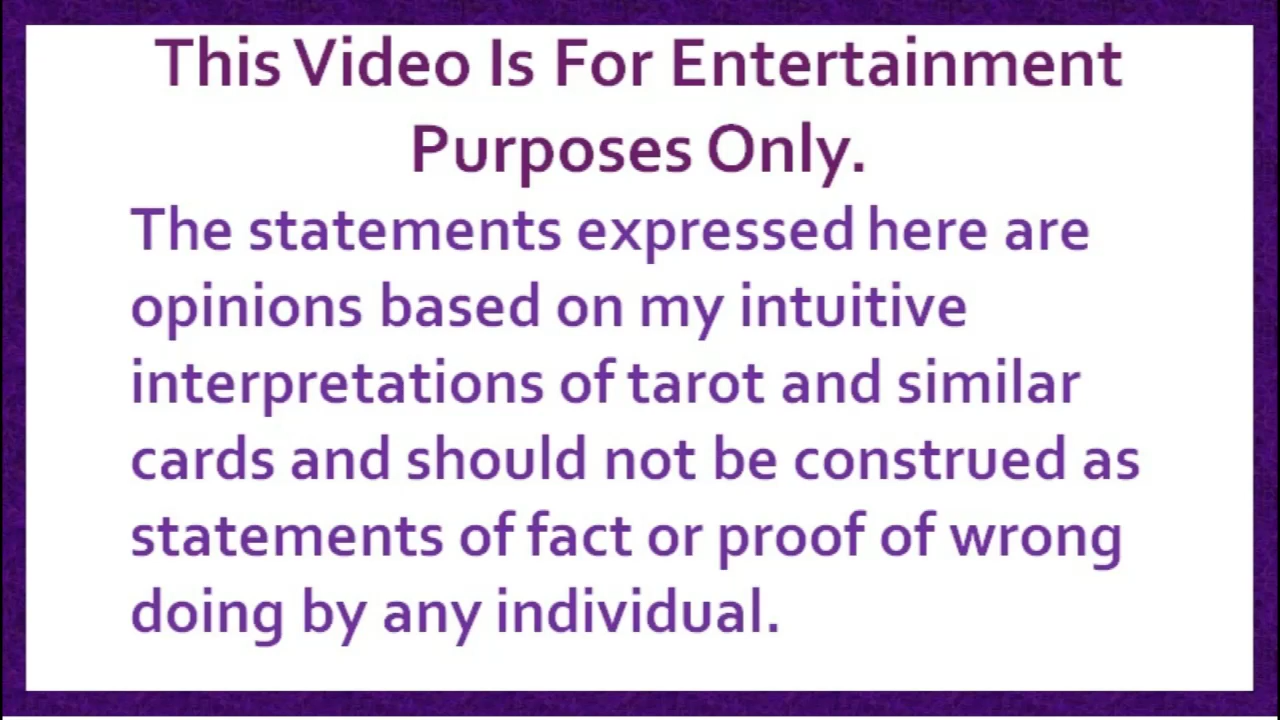 This Video Is For Entertainment
Purposes Only.
The statements expressed here are
opinions based on my intuitive
interpretations of tarot and similar
cards and should not be construed as
statements of fact or proof of wrong
doing by any individual.